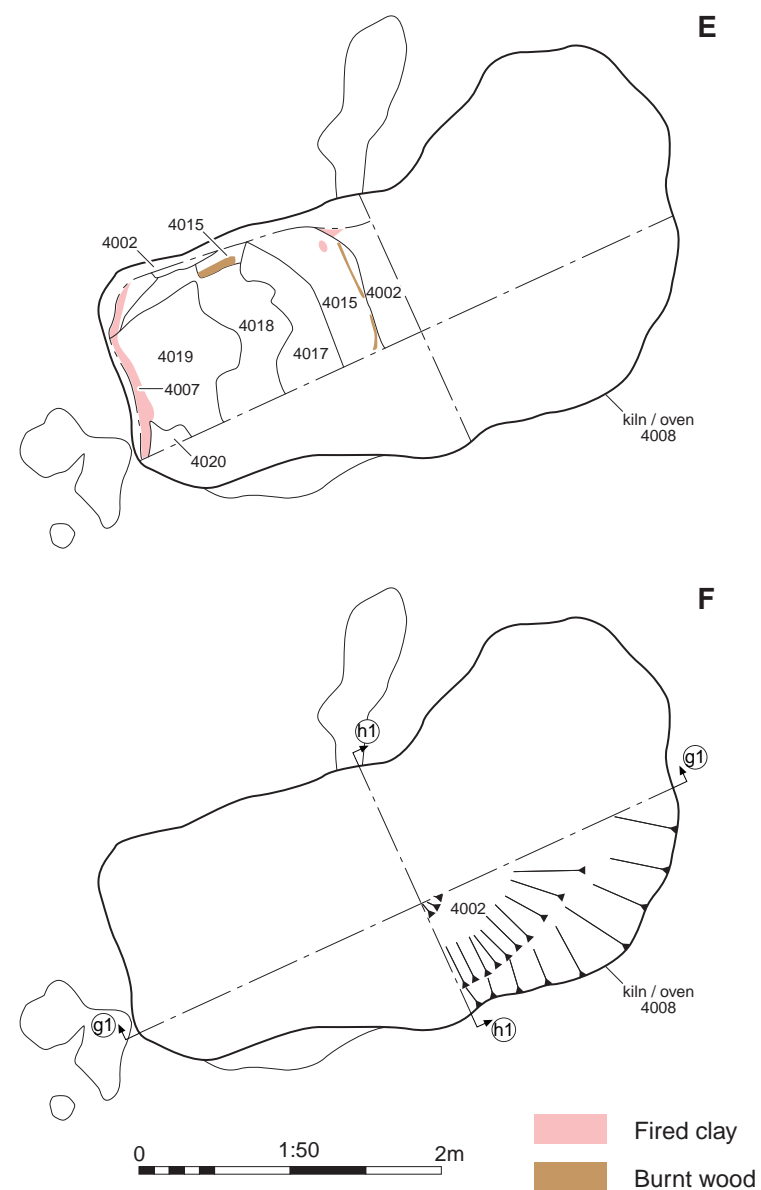 E
4015
4002
4015
4002
4018
4017
4019
4007
4020
kiln / oven
4008
F
h1
g1
4002
kiln / oven
4008
g1
h1
0 1:50 2m
Fired clay
Burnt wood